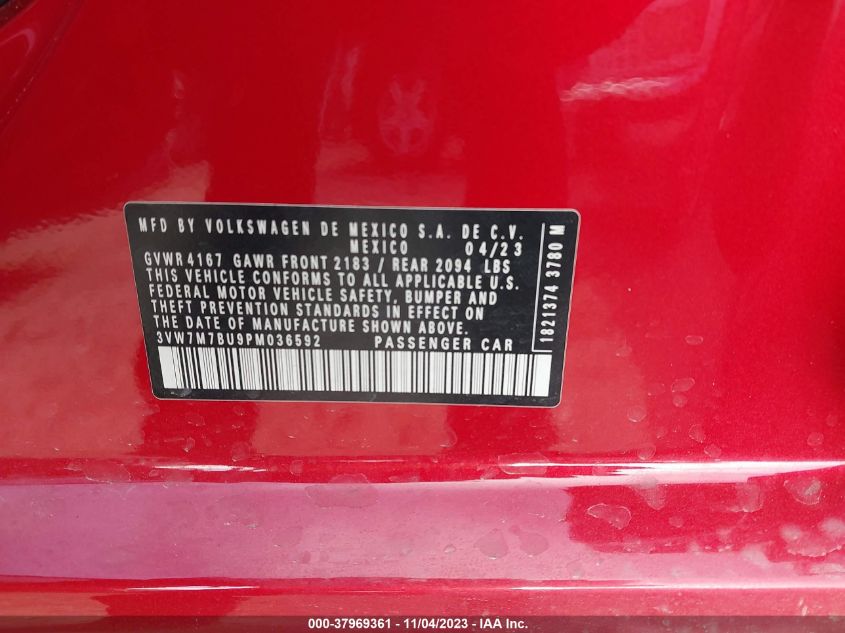 MFD BY VOLKSWAGEN DE MEXICO S.A. DE C.V.
MEXICO 04/23
GVWR 4167 GAWR FRONT 2183 / REAR 2094 LBS
THIS VEHICLE CONFORMS TO ALL APPLICABLE U.S.
FEDERAL MOTOR VEHICLE SAFETY, BUMPER AND
THEFT PREVENTION STANDARDS IN EFFECT ON
THE DATE OF MANUFACTURE SHOWN ABOVE.
3VW7M7BU9PM036592 PASSENGER CAR
1821374 3780 M
000-37969361 - 11/04/2023 - IAA Inc.